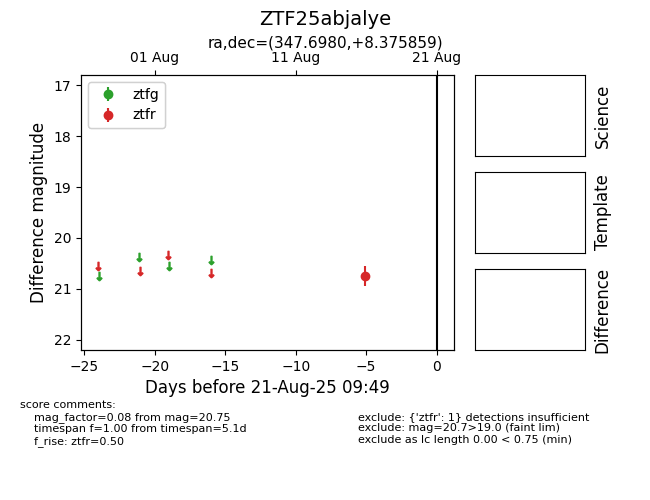 ZTF25abjalye
ra,dec=(347.6980,+8.375859)
01 Aug 11 Aug 21 Aug
ztfg
ztfr
17
18
19
20
21
22
Difference magnitude
−25 −20 −15 −10 −5 0
Days before 21-Aug-25 09:49
Science
Template
Difference
score comments:
mag_factor=0.08 from mag=20.75
timespan f=1.00 from timespan=5.1d
f_rise: ztfr=0.50
exclude: {'ztfr': 1} detections insufficient
exclude: mag=20.7>19.0 (faint lim)
exclude as lc length 0.00 < 0.75 (min)